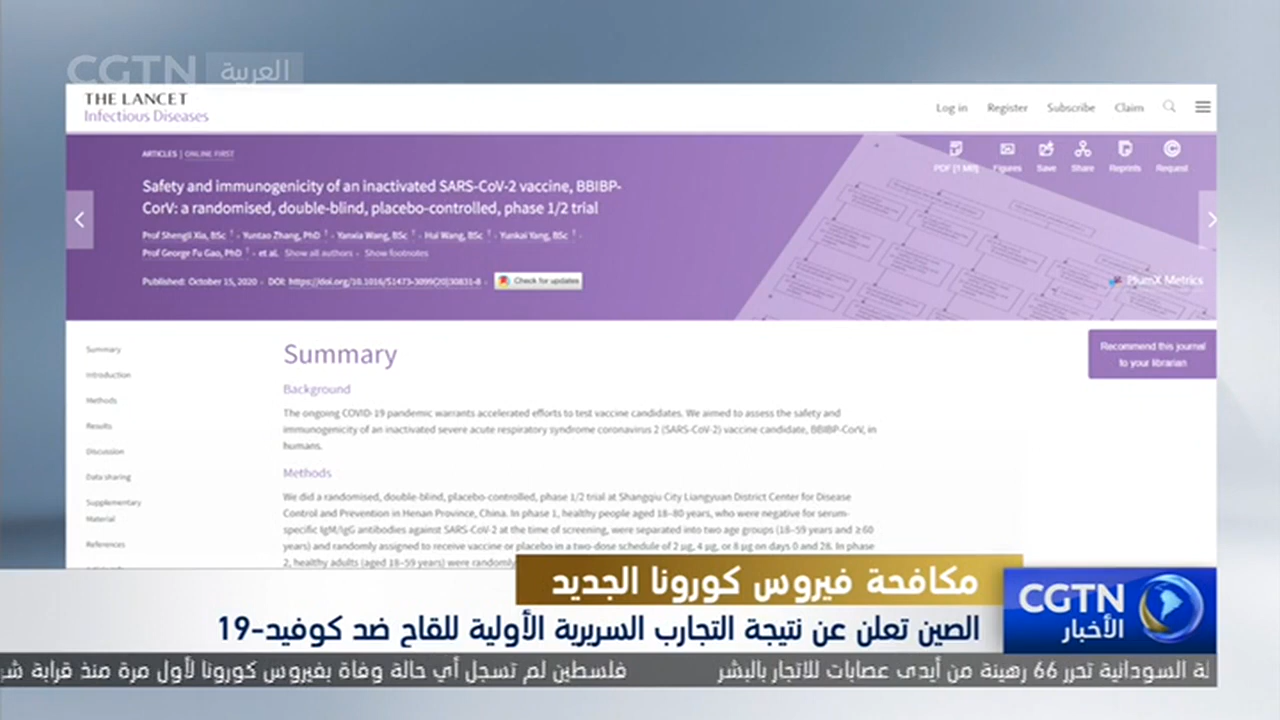 CGTN العربية
THE LANCET
Infectious Diseases
Log in Register Subscribe Claim
ARTICLES | ONLINE FIRST
PDF [1 MB] Figures Save Share Reprints Request
Safety and immunogenicity of an inactivated SARS-CoV-2 vaccine, BBIBP-
CorV: a randomised, double-blind, placebo-controlled, phase 1/2 trial
Prof Shengli Xia, BSc † • Yuntao Zhang, PhD † • Yanxia Wang, BSc † • Hui Wang, BSc † • Yunkai Yang, BSc † •
Prof George Fu Gao, PhD † • et al. Show all authors • Show footnotes
Published: October 15, 2020 • DOI: https://doi.org/10.1016/S1473-3099(20)30831-8 • Check for updates
PlumX Metrics
Recommend this journal
to your librarian
Summary
Introduction
Methods
Results
Discussion
Data sharing
Supplementary
Material
References
Summary
Background
The ongoing COVID-19 pandemic warrants accelerated efforts to test vaccine candidates. We aimed to assess the safety and
immunogenicity of an inactivated severe acute respiratory syndrome coronavirus 2 (SARS-CoV-2) vaccine candidate, BBIBP-CorV, in
humans.
Methods
We did a randomised, double-blind, placebo-controlled, phase 1/2 trial at Shangqiu City Liangyuan District Center for Disease
Control and Prevention in Henan Province, China. In phase 1, healthy people aged 18–80 years, who were negative for serum-
specific IgM/IgG antibodies against SARS-CoV-2 at the time of screening, were separated into two age groups (18–59 years and ≥60
years) and randomly assigned to receive vaccine or placebo in a two-dose schedule of 2 μg, 4 μg, or 8 μg on days 0 and 28. In phase
2, healthy adults (aged 18–59 years) were randomly
مكافحة فيروس كورونا الجديد
الصين تعلن عن نتيجة التجارب السريرية الأولية للقاح ضد كوفيد-19
CGTN
الأخبار
لة السودانية تحرر 66 رهينة من أيدى عصابات للاتجار بالبشر فلسطين لم تسجل أي حالة وفاة بفيروس كورونا لأول مرة منذ قرابة شر